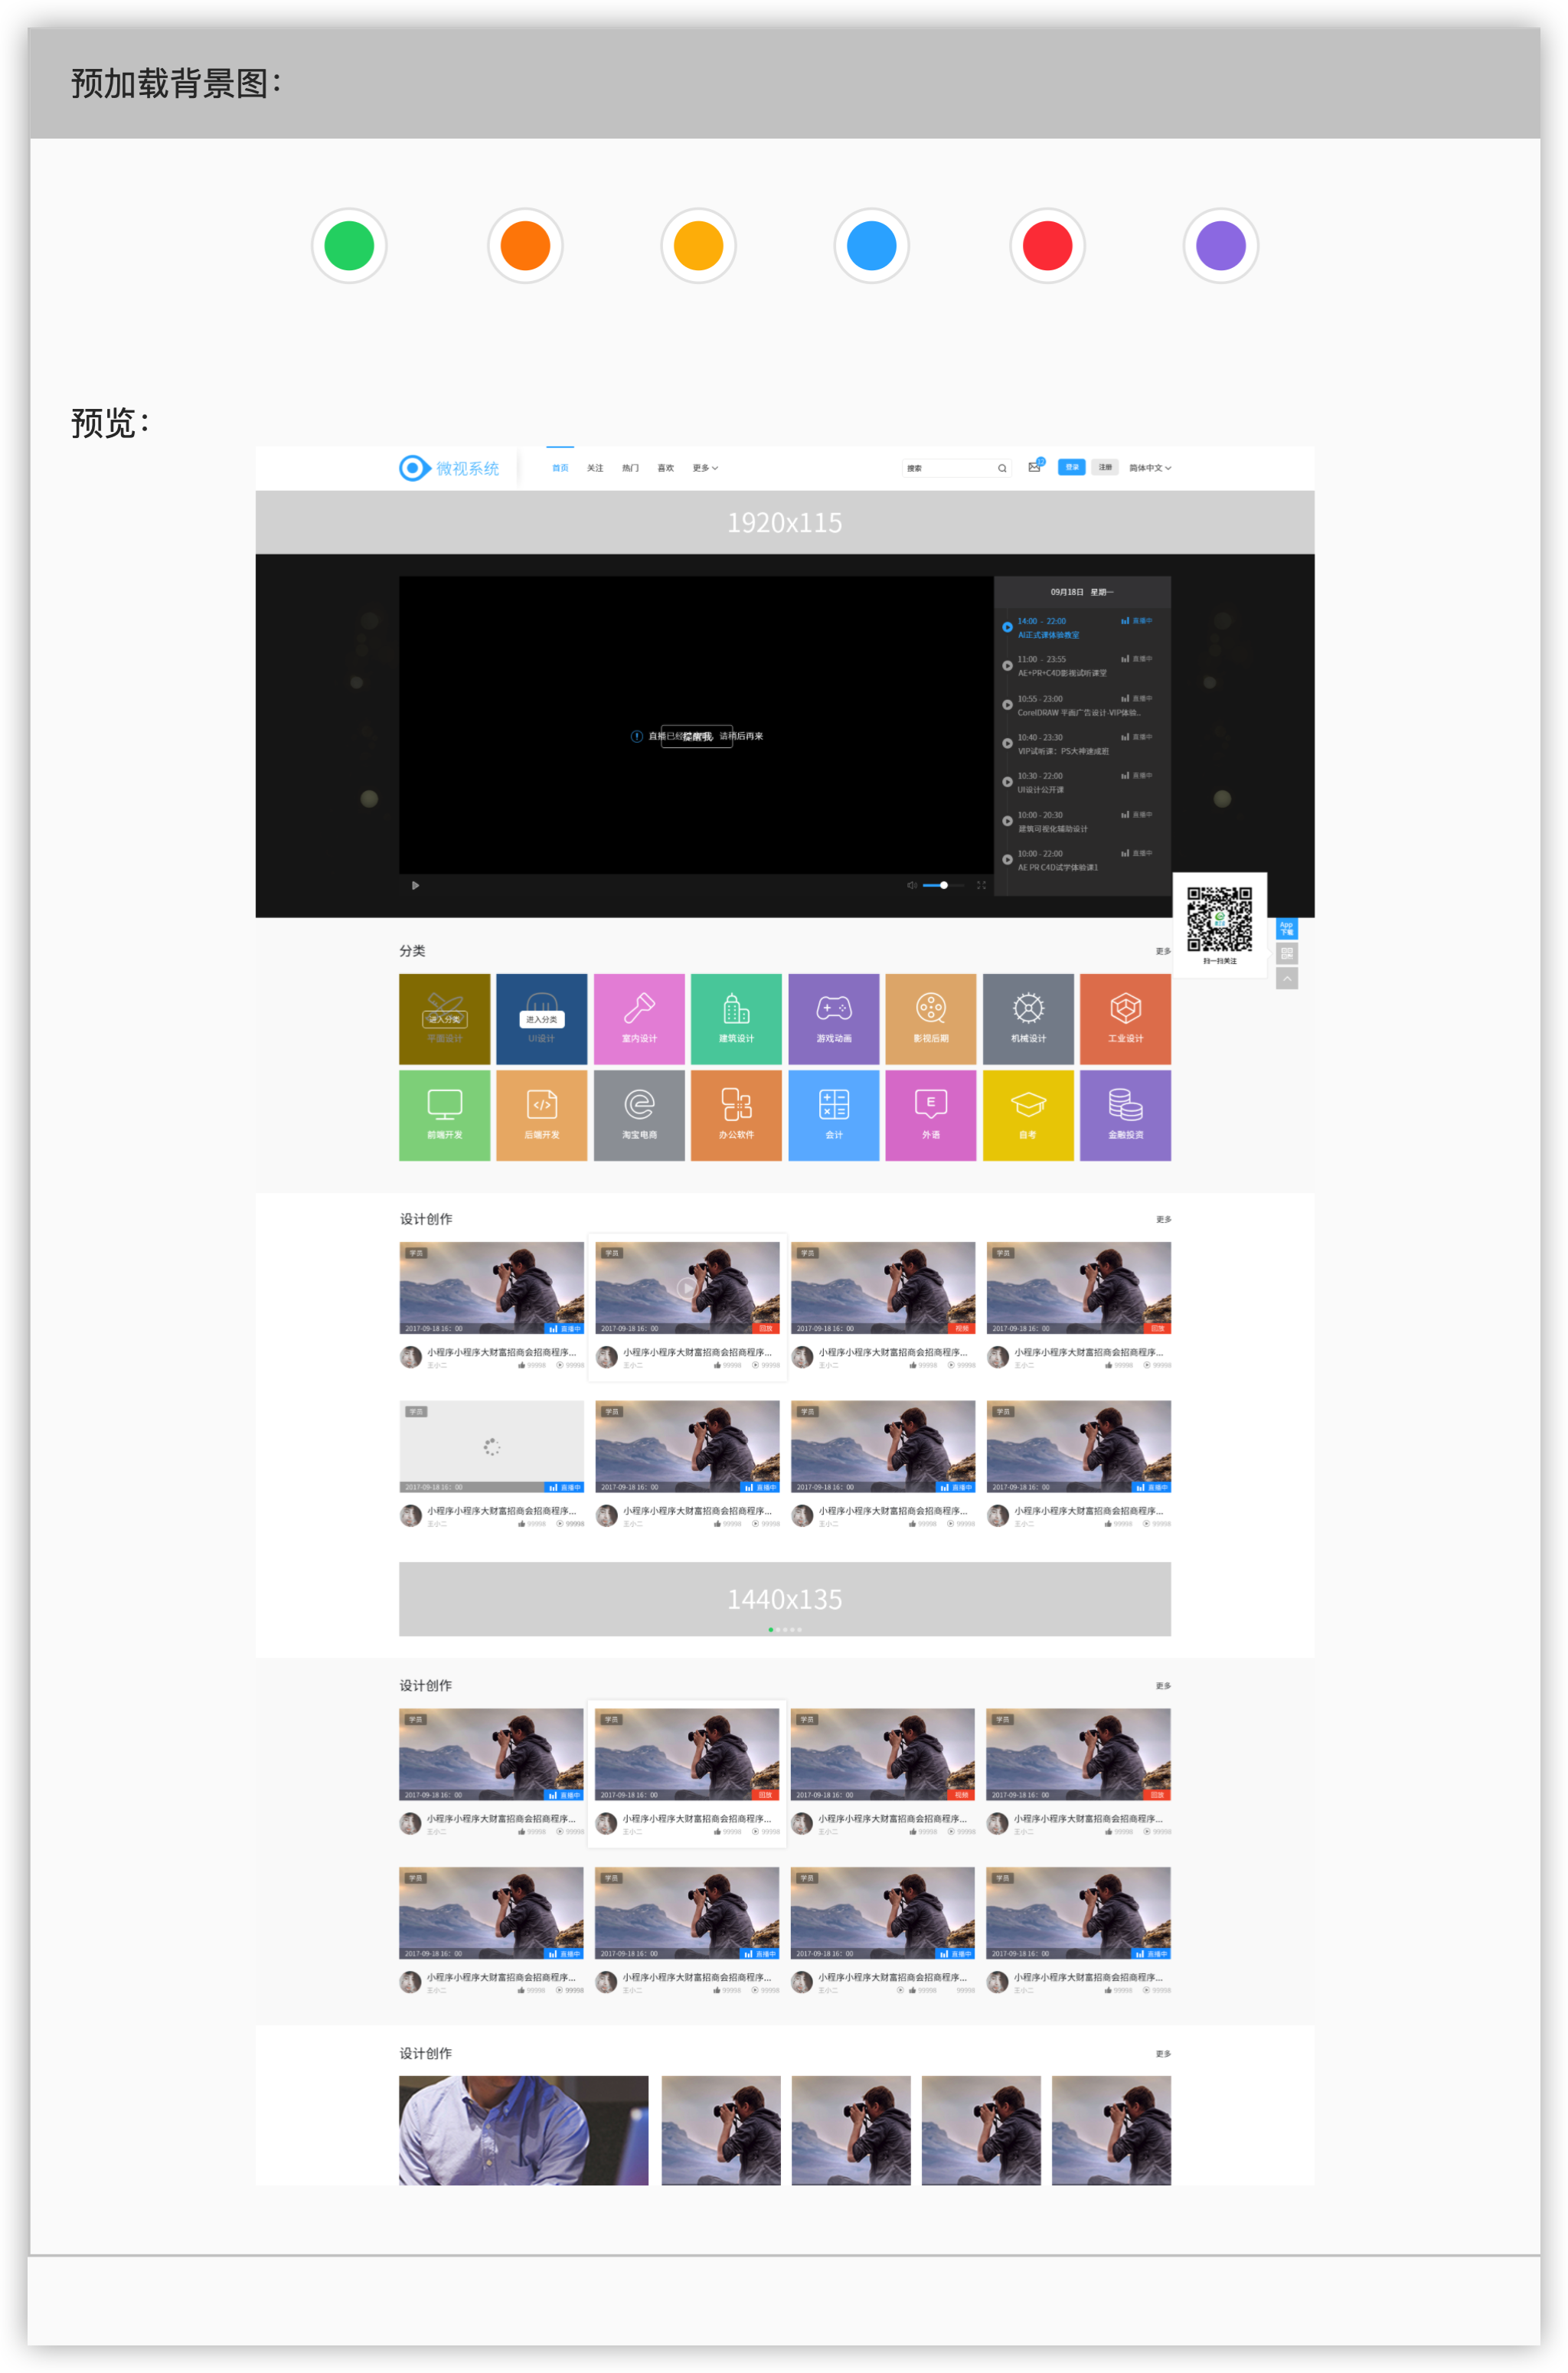 预加载背景图：
预览：
微视系统
首页 关注 热门 喜欢 更多
搜索
12
登录 注册 简体中文
1920x115
09月18日 星期一
14:00 - 22:00 直播中
AI正式课体验教室
11:00 - 23:55 直播中
AE+PR+C4D影视试听课堂
10:55 - 23:00 直播中
CorelDRAW 平面广告设计-VIP体验..
10:40 - 23:30 直播中
VIP试听课：PS大神速成班
10:30 - 22:00 直播中
UI设计公开课
10:00 - 20:30 直播中
建筑可视化辅助设计
10:00 - 22:00 直播中
AE PR C4D试学体验课1
直播已经 请稍后再来
扫一扫关注
App
下载
分类 更多
进入分类 进入分类
平面设计 UI设计 室内设计 建筑设计 游戏动画 影视后期 机械设计 工业设计
前端开发 后端开发 淘宝电商 办公软件 会计 外语 自考 金融投资
设计创作 更多
学员 学员 学员 学员
2017-09-18 16：00 直播中 2017-09-18 16：00 回放 2017-09-18 16：00 视频 2017-09-18 16：00 回放
小程序小程序大财富招商会招商程序... 小程序小程序大财富招商会招商程序... 小程序小程序大财富招商会招商程序... 小程序小程序大财富招商会招商程序...
王小二 99998 99998 王小二 99998 99998 王小二 99998 99998 王小二 99998 99998
学员 学员 学员 学员
2017-09-18 16：00 直播中 2017-09-18 16：00 直播中 2017-09-18 16：00 直播中 2017-09-18 16：00 直播中
小程序小程序大财富招商会招商程序... 小程序小程序大财富招商会招商程序... 小程序小程序大财富招商会招商程序... 小程序小程序大财富招商会招商程序...
王小二 99998 99998 王小二 99998 99998 王小二 99998 99998 王小二 99998 99998
1440x135
设计创作 更多
学员 学员 学员 学员
2017-09-18 16：00 直播中 2017-09-18 16：00 回放 2017-09-18 16：00 视频 2017-09-18 16：00 回放
小程序小程序大财富招商会招商程序... 小程序小程序大财富招商会招商程序... 小程序小程序大财富招商会招商程序... 小程序小程序大财富招商会招商程序...
王小二 99998 99998 王小二 99998 99998 王小二 99998 99998 王小二 99998 99998
学员 学员 学员 学员
2017-09-18 16：00 直播中 2017-09-18 16：00 直播中 2017-09-18 16：00 直播中 2017-09-18 16：00 直播中
小程序小程序大财富招商会招商程序... 小程序小程序大财富招商会招商程序... 小程序小程序大财富招商会招商程序... 小程序小程序大财富招商会招商程序...
王小二 99998 99998 王小二 99998 99998 王小二 99998 99998 王小二 99998 99998
设计创作 更多